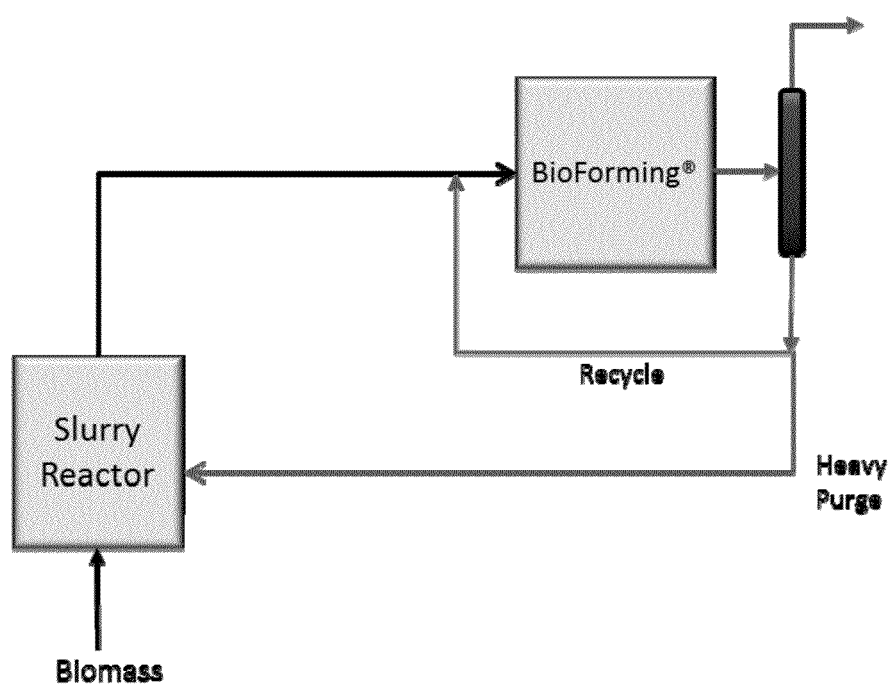 BioForming®
Recycle
Slurry
Reactor
Heavy
Purge
Biomass